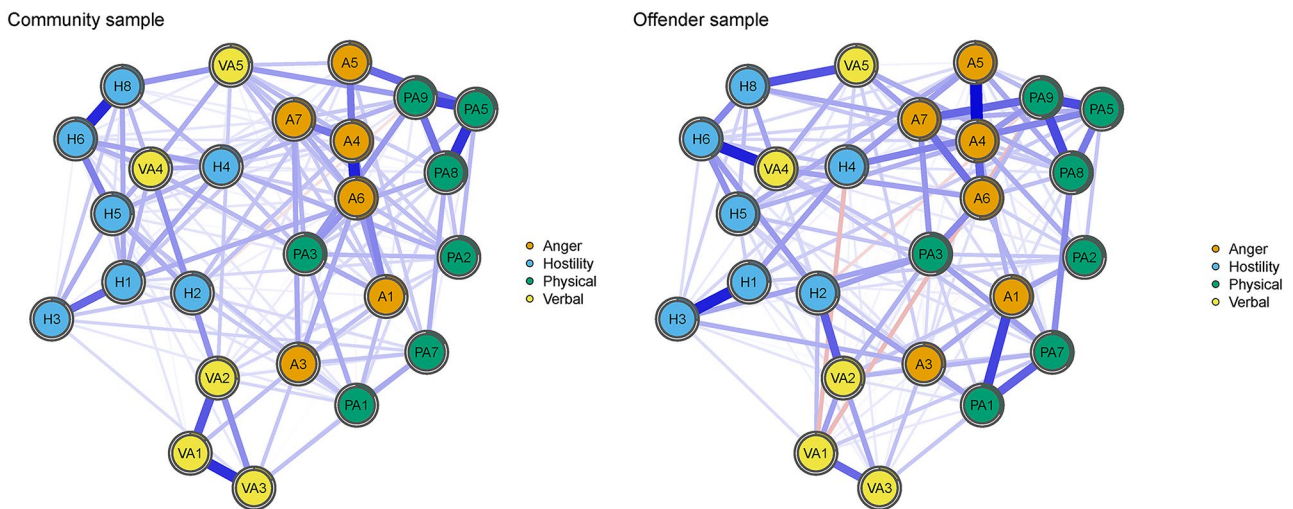 Community sample
A5
VA5
H8
PA9
PA5
A7
H6
A4
VA4
H4
PA8
A6
H5
PA3
PA2
H1
H2
A1
H3
PA7
A3
VA2
PA1
VA1
VA3
Anger
Hostility
Physical
Verbal
Offender sample
A5
VA5
H8
PA9
PA5
A7
H6
A4
VA4
H4
PA8
A6
H5
PA3
PA2
H1
H2
A1
H3
PA7
A3
VA2
PA1
VA1
VA3
Anger
Hostility
Physical
Verbal